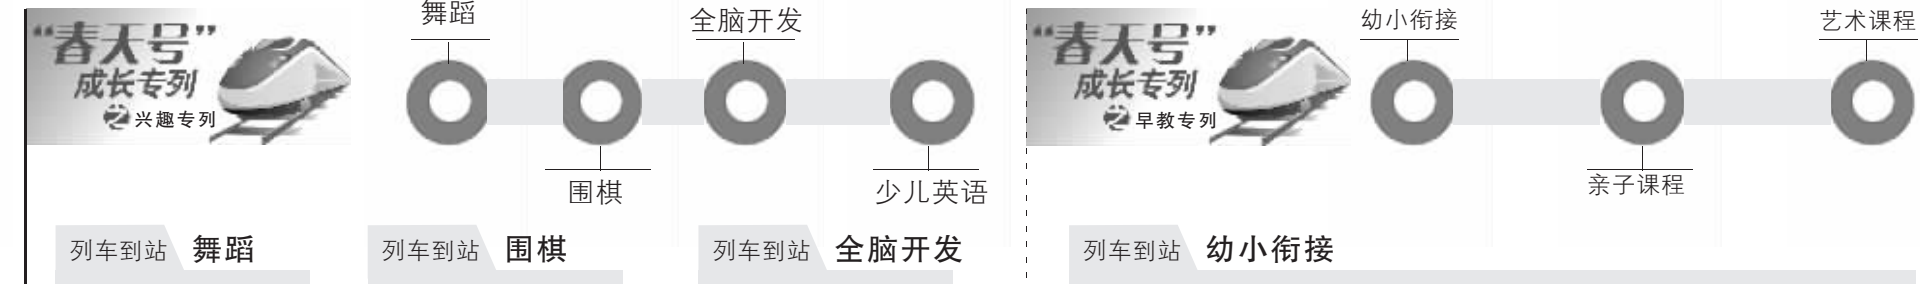 “春天号”
成长专列
之兴趣专列
舞蹈
全脑开发
围棋
少儿英语
列车到站 舞蹈
列车到站 围棋
列车到站 全脑开发
“春天号”
成长专列
之早教专列
幼小衔接
艺术课程
亲子课程
列车到站 幼小衔接